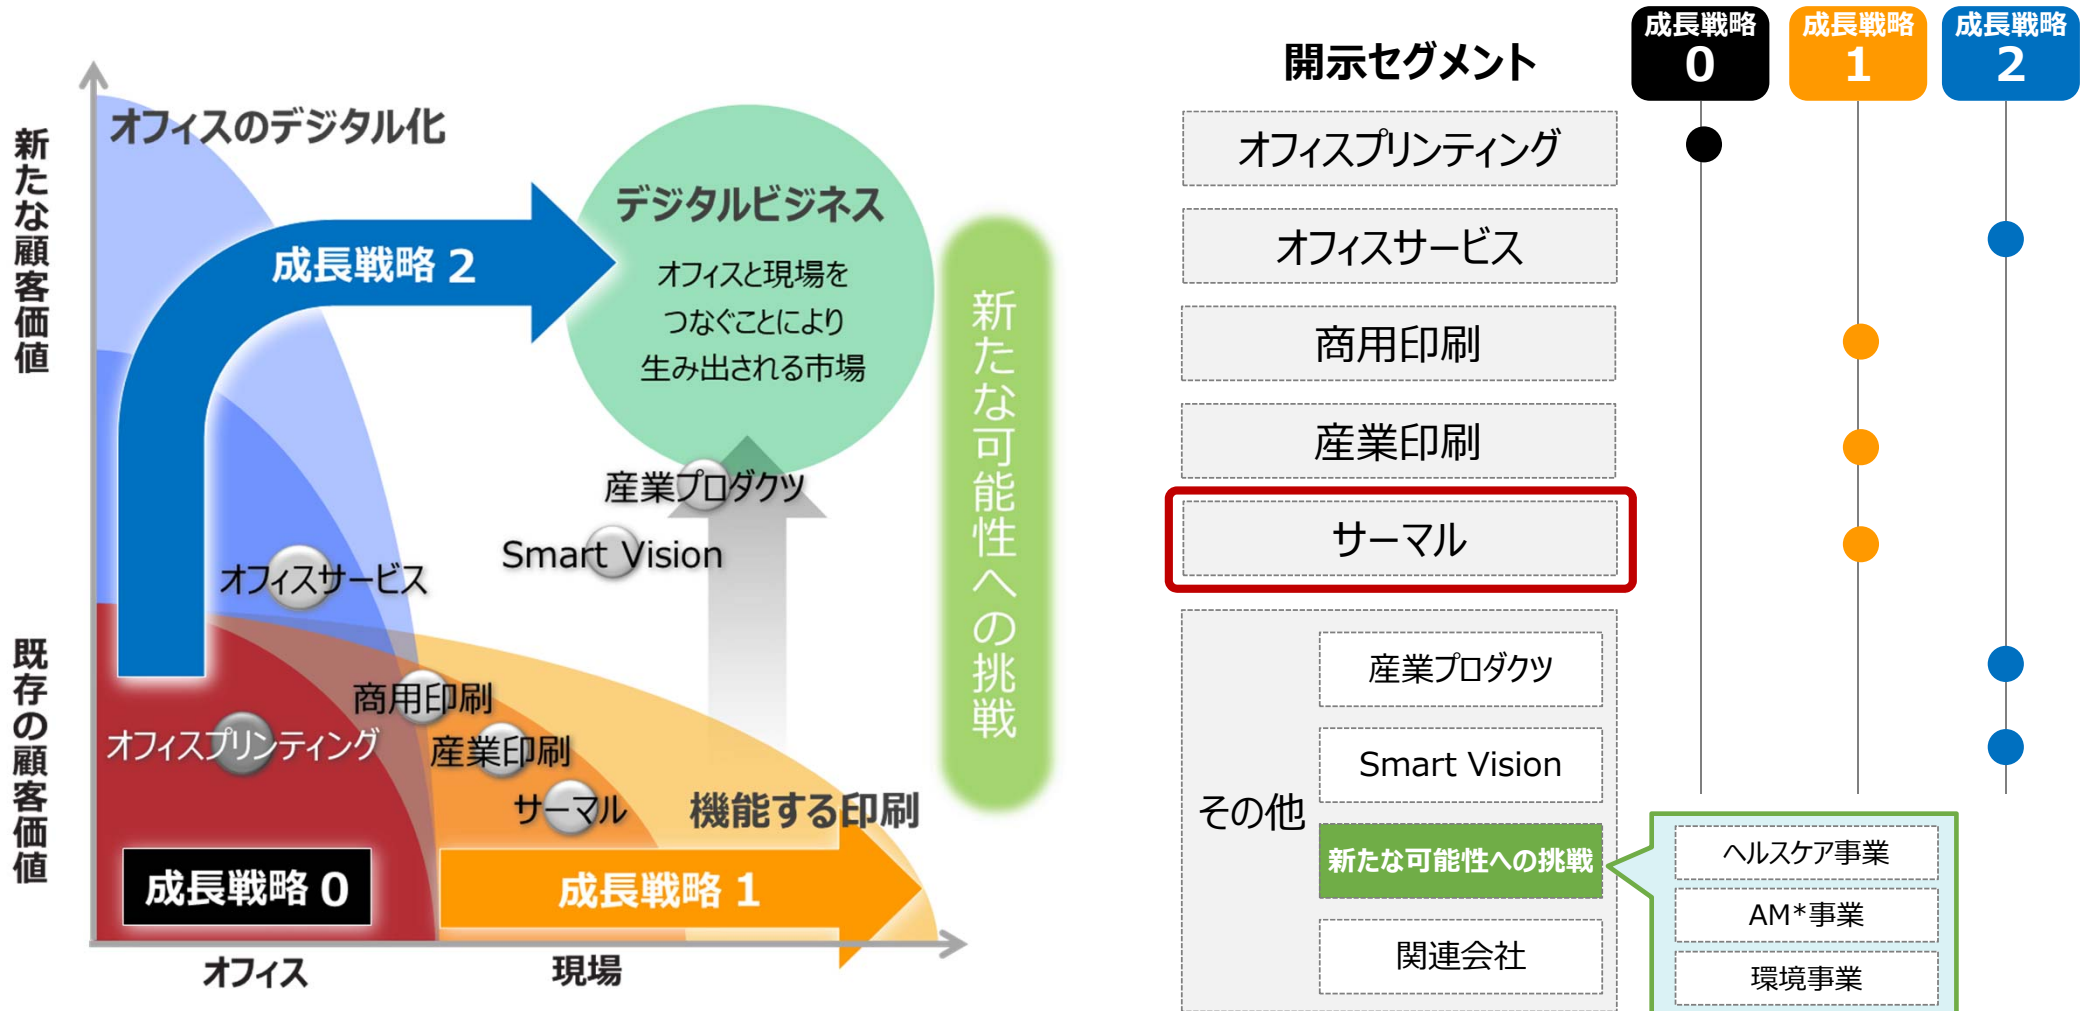 新たな顧客価値
既存の顧客価値
オフィスのデジタル化
成長戦略 2
デジタルビジネス
オフィスと現場を
つなぐことにより
生み出される市場
新たな可能性への挑戦
産業プロダクツ
Smart Vision
オフィスサービス
商用印刷
オフィスプリンティング
産業印刷
サーマル
機能する印刷
成長戦略 0
成長戦略 1
オフィス
現場
開示セグメント
成長戦略
0
成長戦略
1
成長戦略
2
オフィスプリンティング
オフィスサービス
商用印刷
産業印刷
サーマル
その他
産業プロダクツ
Smart Vision
新たな可能性への挑戦
関連会社
ヘルスケア事業
AM*事業
環境事業